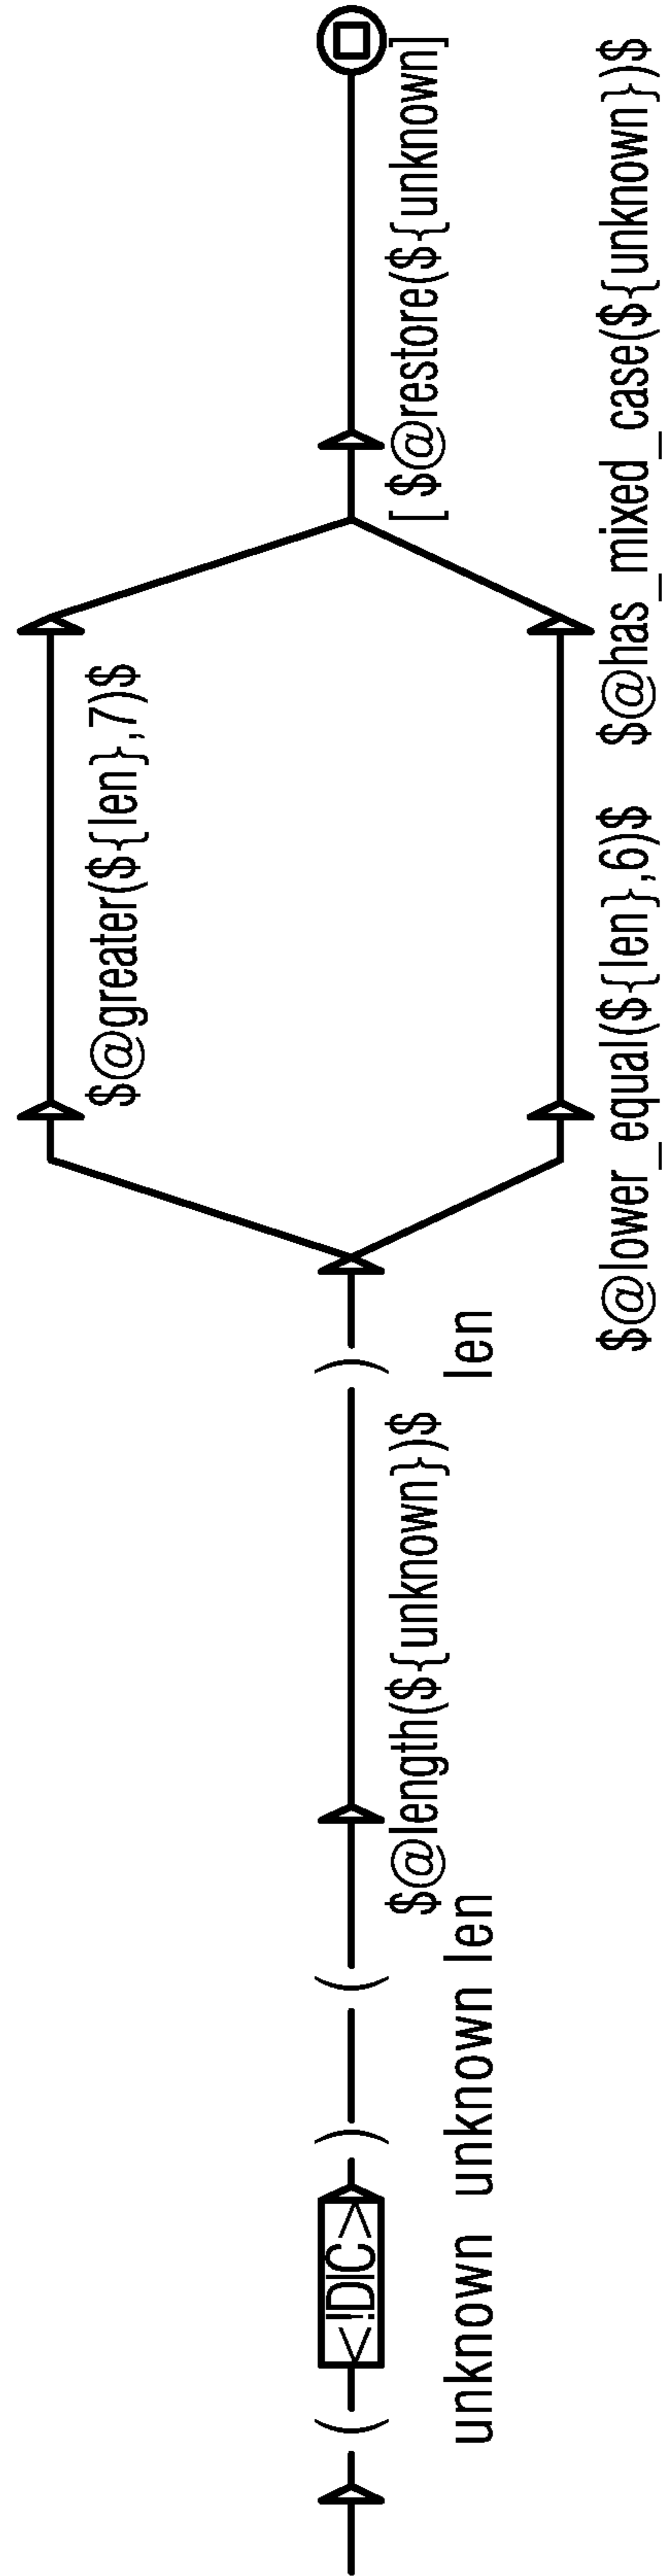 $@greater(${len},7)$
( <!DIC> ) ( )
$@length(${unknown})$ [ $@restore(${unknown}]
unknown unknown len len
$@lower_equal(${len},6)$ $@has_mixed_case(${unknown})$